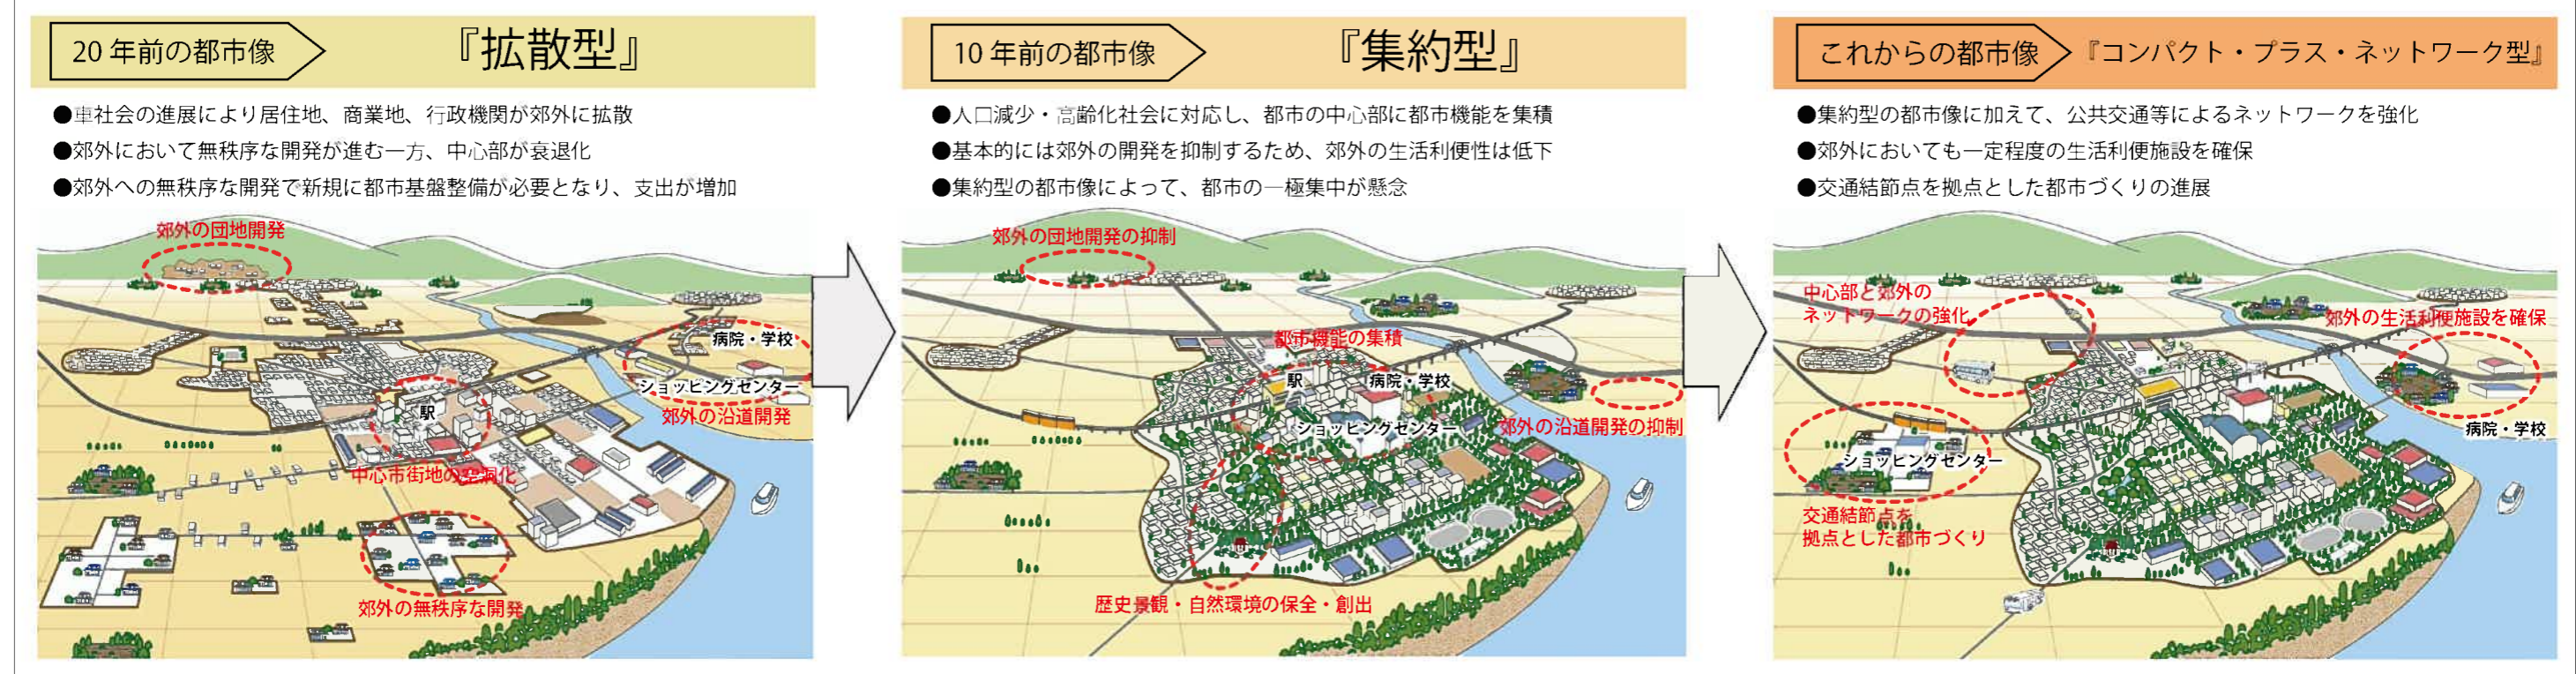 20年前の都市像
『拡散型』
●車社会の進展により居住地、商業地、行政機関が郊外に拡散
●郊外において無秩序な開発が進む一方、中心部が衰退化
●郊外への無秩序な開発で新規に都市基盤整備が必要となり、支出が増加
郊外の団地開発
病院・学校
ショッピングセンター
郊外の沿道開発
駅
中心市街地の空洞化
郊外の無秩序な開発
10年前の都市像
『集約型』
●人口減少・高齢化社会に対応し、都市の中心部に都市機能を集積
●基本的には郊外の開発を抑制するため、郊外の生活利便性は低下
●集約型の都市像によって、都市の一極集中が懸念
郊外の団地開発の抑制
都市機能の集積
駅
病院・学校
ショッピングセンター
郊外の沿道開発の抑制
歴史景観・自然環境の保全・創出
これからの都市像
『コンパクト・プラス・ネットワーク型』
●集約型の都市像に加えて、公共交通等によるネットワークを強化
●郊外においても一定程度の生活利便施設を確保
●交通結節点を拠点とした都市づくりの進展
中心部と郊外の
ネットワークの強化
郊外の生活利便施設を確保
病院・学校
ショッピングセンター
交通結節点を
拠点とした都市づくり